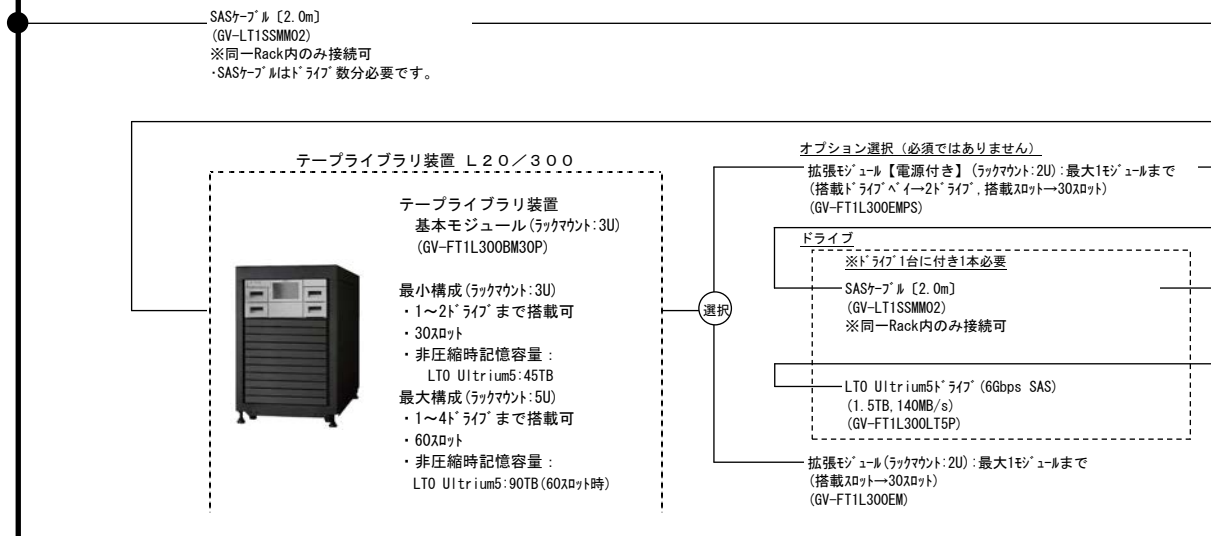 SASｹｰﾌﾞﾙ〔2.0m〕
(GV-LT1SSMM02)
※同一Rack内のみ接続可
・SASｹｰﾌﾞﾙはﾄﾞﾗｲﾌﾞ数分必要です。
テープライブラリ装置 Ｌ２０／３００
テープライブラリ装置
基本モジュール(ﾗｯｸﾏｳﾝﾄ:3U)
(GV-FT1L300BM30P)
最小構成(ﾗｯｸﾏｳﾝﾄ:3U)
・1～2ﾄﾞﾗｲﾌﾞまで搭載可
・30ｽﾛｯﾄ
・非圧縮時記憶容量：
LTO Ultrium5:45TB
最大構成(ﾗｯｸﾏｳﾝﾄ:5U)
・1～4ﾄﾞﾗｲﾌﾞまで搭載可
・60ｽﾛｯﾄ
・非圧縮時記憶容量：
LTO Ultrium5:90TB(60ｽﾛｯﾄ時)
選択
オプション選択（必須ではありません）
拡張ﾓｼﾞｭｰﾙ【電源付き】(ﾗｯｸﾏｳﾝﾄ:2U):最大1ﾓｼﾞｭｰﾙまで
(搭載ﾄﾞﾗｲﾌﾞﾍﾞｲ→2ﾄﾞﾗｲﾌﾞ,搭載ｽﾛｯﾄ→30ｽﾛｯﾄ)
(GV-FT1L300EMPS)
ドライブ
※ﾄﾞﾗｲﾌﾞ1台に付き1本必要
SASｹｰﾌﾞﾙ〔2.0m〕
(GV-LT1SSMM02)
※同一Rack内のみ接続可
LTO Ultrium5ﾄﾞﾗｲﾌﾞ(6Gbps SAS)
(1.5TB,140MB/s)
(GV-FT1L300LT5P)
拡張ﾓｼﾞｭｰﾙ(ﾗｯｸﾏｳﾝﾄ:2U):最大1ﾓｼﾞｭｰﾙまで
(搭載ｽﾛｯﾄ→30ｽﾛｯﾄ)
(GV-FT1L300EM)